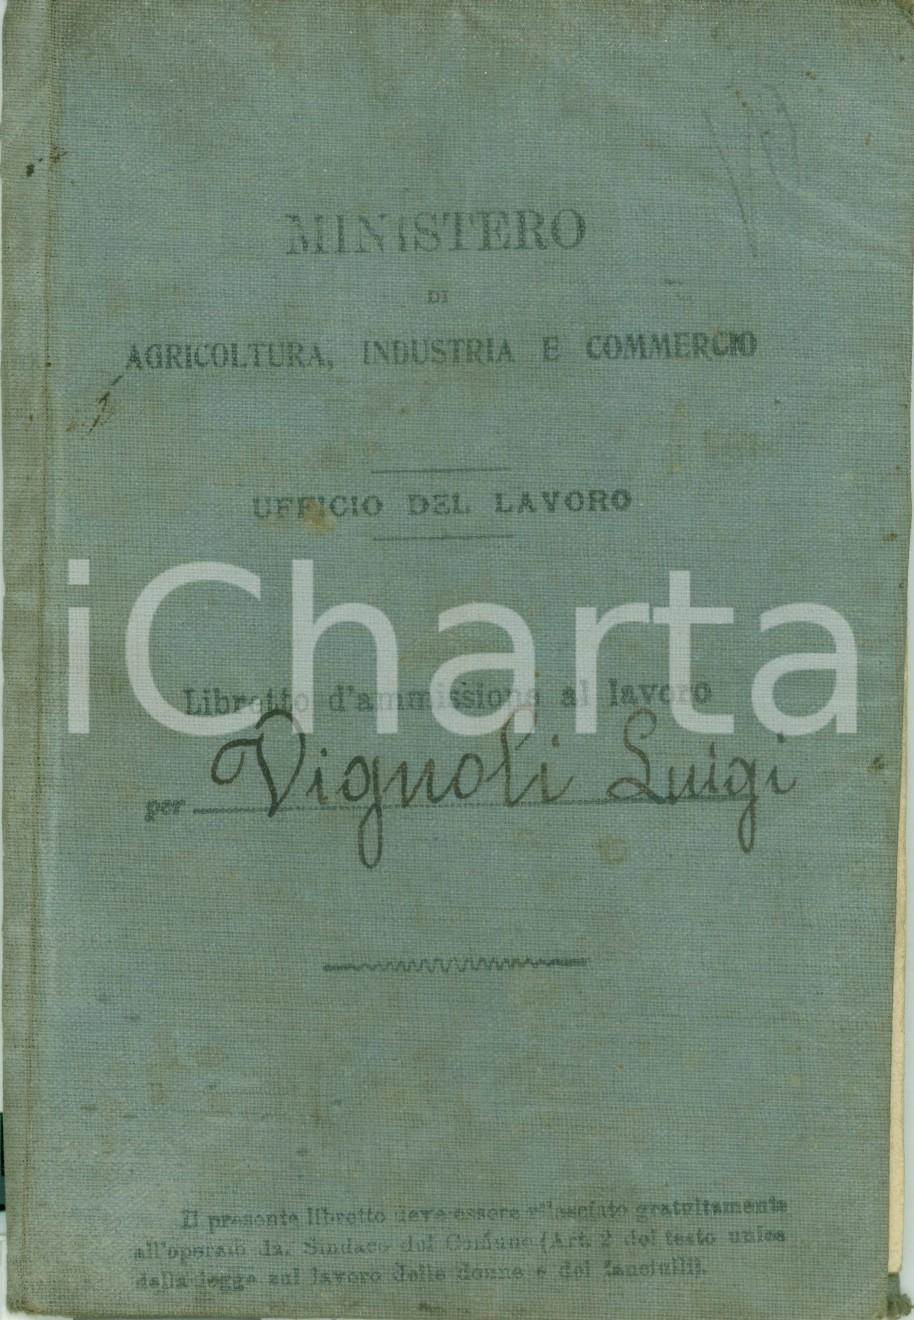 MINISTERO
DI
AGRICOLTURA, INDUSTRIA E COMMERCIO
UFFICIO DEL LAVORO
iCharta
Libretto d'ammissione al lavoro
per Vignoli Luigi
Il presente libretto deve essere rilasciato gratuitamente
all'operaio dal Sindaco del Comune (Art. 2 del testo unico
della legge sul lavoro delle donne e dei fanciulli).